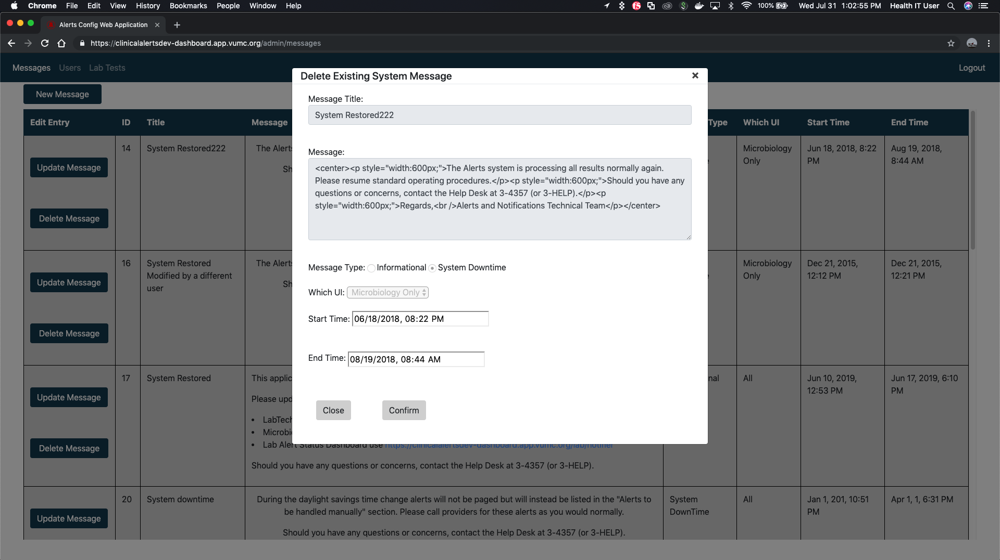 Chrome File Edit View History Bookmarks People Window Help 100% Wed Jul 31 1:02:55 PM Health IT User
Alerts Config Web Application
https://clinicalalertsdev-dashboard.app.vumc.org/admin/messages
Messages Users Lab Tests Logout
Delete Existing System Message
New Message
Message Title:
System Restored222
Edit Entry ID Title Message Type Which UI Start Time End Time
14 System Restored222 The Alerts Microbiology Only Jun 18, 2018, 8:22 PM Aug 19, 2018, 8:44 AM
Update Message
Delete Message
Message:
<center><p style="width:600px;">The Alerts system is processing all results normally again.
Please resume standard operating procedures.</p><p style="width:600px;">Should you have any
questions or concerns, contact the Help Desk at 3-4357 (or 3-HELP).</p><p
style="width:600px;">Regards,<br />Alerts and Notifications Technical Team</p></center>
16 System Restored Modified by a different user The Alerts Microbiology Only Dec 21, 2015, 12:12 PM Dec 21, 2015, 12:21 PM
Update Message
Delete Message
Message Type: Informational System Downtime
Which UI: Microbiology Only
Start Time: 06/18/2018, 08:22 PM
End Time: 08/19/2018, 08:44 AM
Close Confirm
17 System Restored This applic nal All Jun 10, 2019, 12:53 PM Jun 17, 2019, 6:10 PM
Update Message
Please upd
• LabTech
• Microbi
• Lab Alert Status Dashboard use https://clinicalalertsdev-dashboard.app.vumc.org/lab/notifier
Delete Message
Should you have any questions or concerns, contact the Help Desk at 3-4357 (or 3-HELP).
20 System downtime During the daylight savings time change alerts will not be paged but will instead be listed in the "Alerts to System All Jan 1, 201, 10:51 Apr 1, 1, 6:31 PM
be handled manually" section. Please call providers for these alerts as you would normally. DownTime PM
Update Message
Should you have any questions or concerns, contact the Help Desk at 3-4357 (or 3-HELP).